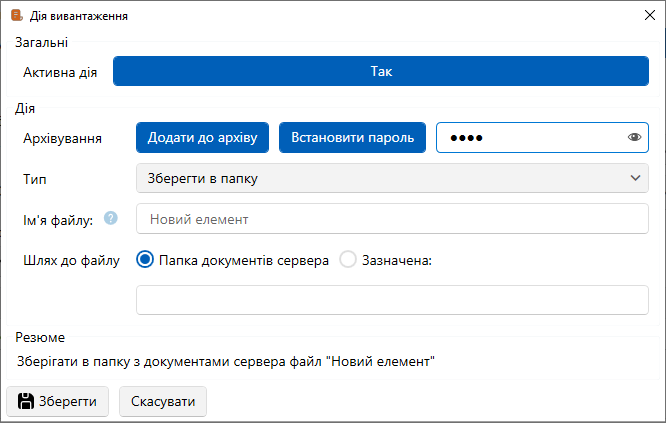 Дія вивантаження
Загальні
Активна дія Так
Дія
Архівування Додати до архіву Встановити пароль ●●●●
Тип Зберегти в папку
Ім'я файлу: ? Новий елемент
Шлях до файлу Папка документів сервера Зазначена:
Резюме
Зберігати в папку з документами сервера файл "Новий елемент"
Зберегти Скасувати